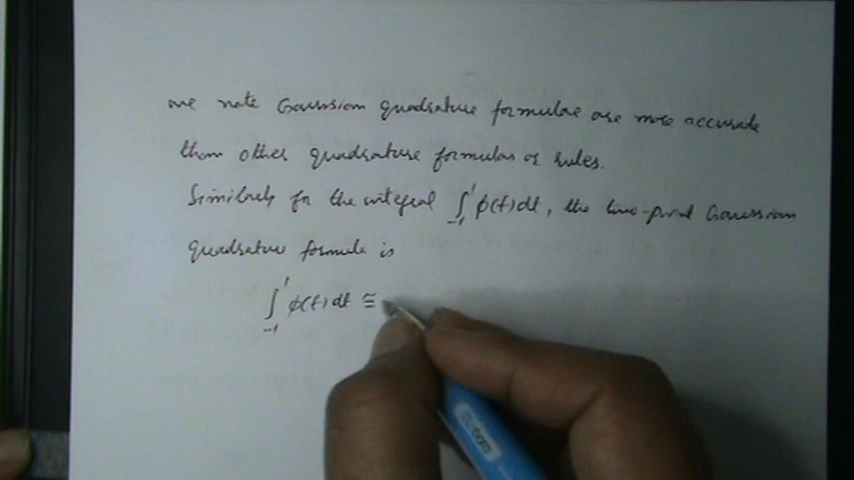 we note Gaussian quadrature formulae are more accurate
than other quadrature formulas or rules.
Similarly for the integral ∫₋₁¹ φ(t)dt, the two-point Gaussian
quadrature formula is
∫₋₁¹ φ(t)dt ≅